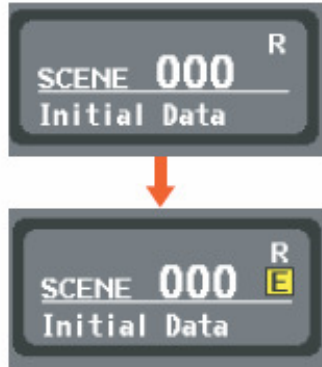 R
SCENE 000
Initial Data
R
SCENE 000 E
Initial Data